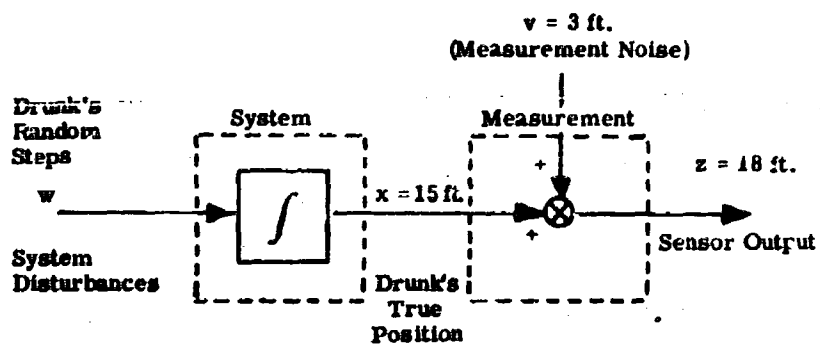 v = 3 ft.
(Measurement Noise)
Drunk's
Random
Steps
System
Measurement
w
∫
x = 15 ft.
+
+
z = 18 ft.
Sensor Output
System
Disturbances
Drunk's
True
Position